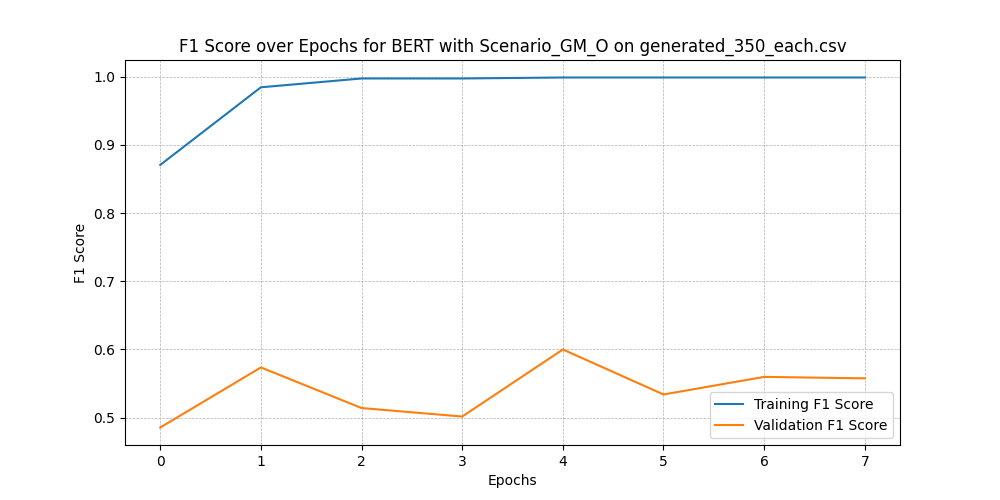 F1 Score over Epochs for BERT with Scenario_GM_O on generated_350_each.csv
1.0
0.9
0.8
0.7
0.6
0.5
F1 Score
Training F1 Score
Validation F1 Score
0 1 2 3 4 5 6 7
Epochs